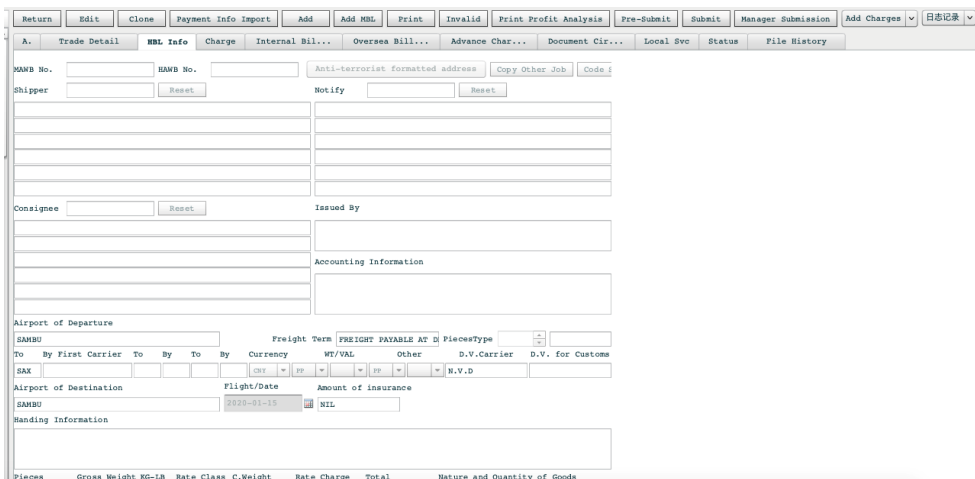 Return Edit Clone Payment Info Import Add Add MBL Print Invalid Print Profit Analysis Pre-Submit Submit Manager Submission Add Charges 日志记录
A. Trade Detail HBL Info Charge Internal Bil... Oversea Bill... Advance Char... Document Cir... Local Svc Status File History
MAWB No. HAWB No. Anti-terrorist formatted address Copy Other Job Code
Shipper Reset Notify Reset
Consignee Reset Issued By
Accounting Information
Airport of Departure
SAMBU Freight Term FREIGHT PAYABLE AT D PiecesType
To By First Carrier To By To By Currency WT/VAL Other D.V.Carrier D.V. for Customs
SAX CNY PP PP N.V.D
Airport of Destination Flight/Date Amount of insurance
SAMBU 2020-01-15 NIL
Handing Information
Pieces Gross Weight KG-LB Rate Class C.Weight Rate Charge Total Nature and Quantity of Goods